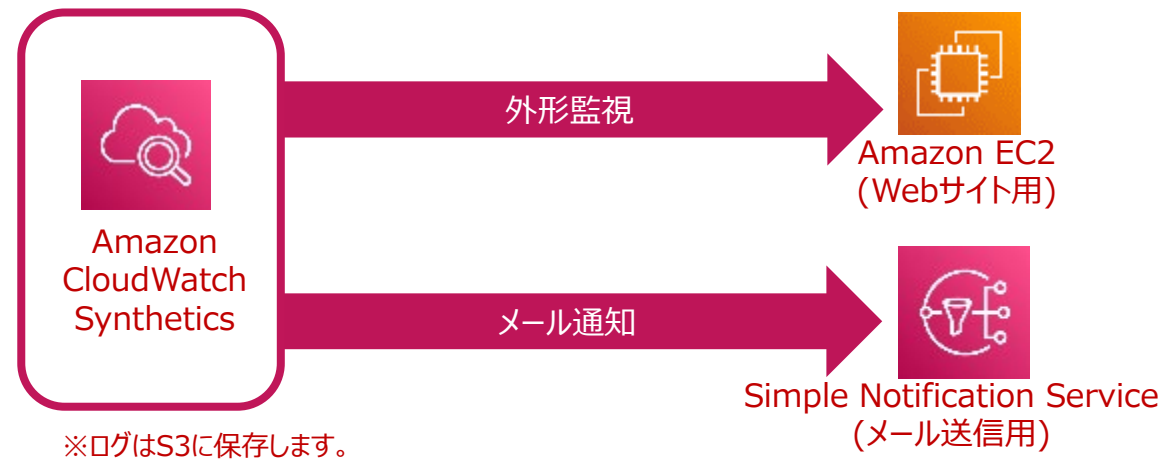 外形監視
Amazon EC2
(Webサイト用)
Amazon
CloudWatch
Synthetics
メール通知
Simple Notification Service
(メール送信用)
※ログはS3に保存します。